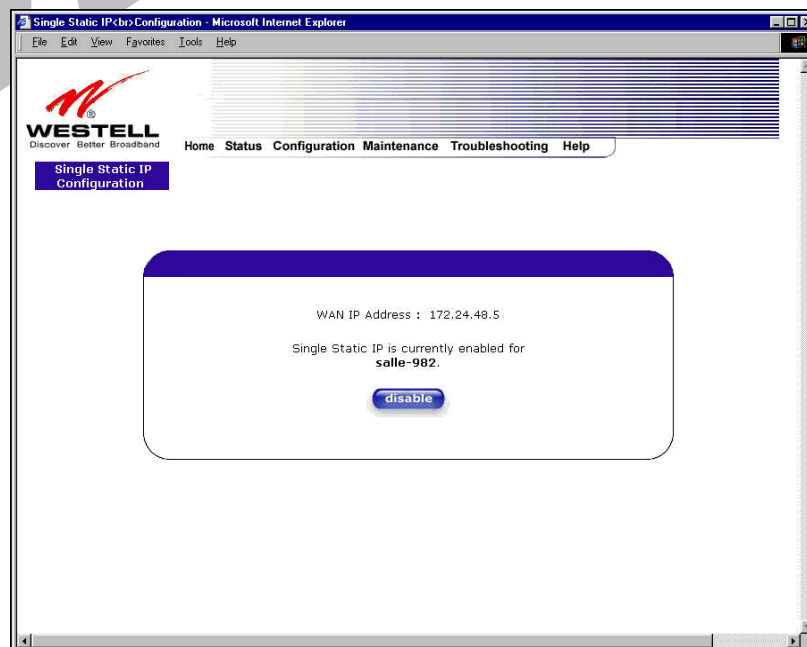 Single Static IP<br>Configuration - Microsoft Internet Explorer
File Edit View Favorites Tools Help
®
WESTELL
Discover Better Broadband
Home Status Configuration Maintenance Troubleshooting Help
Single Static IP
Configuration
WAN IP Address : 172.24.48.5
Single Static IP is currently enabled for
salle-982.
disable